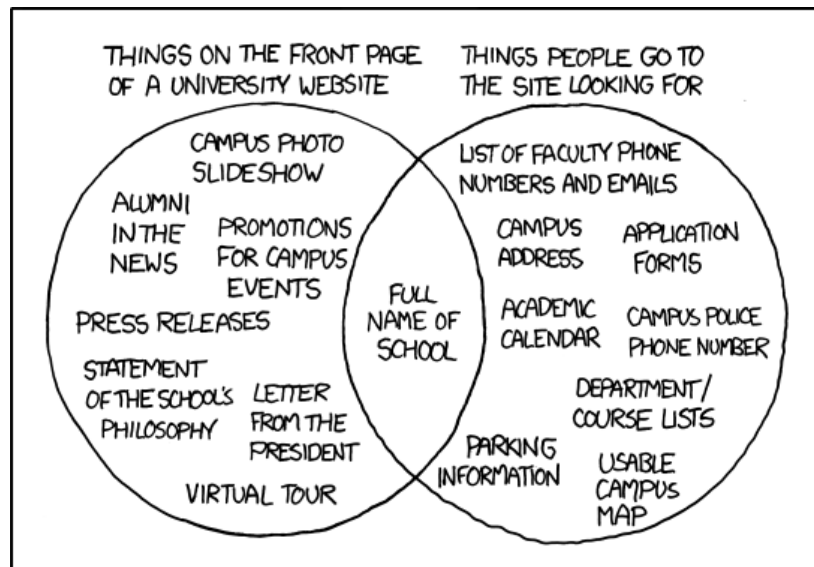 THINGS ON THE FRONT PAGE
OF A UNIVERSITY WEBSITE
THINGS PEOPLE GO TO
THE SITE LOOKING FOR
CAMPUS PHOTO
SLIDESHOW
ALUMNI
IN THE
NEWS
PROMOTIONS
FOR CAMPUS
EVENTS
PRESS RELEASES
STATEMENT
OF THE SCHOOL'S
PHILOSOPHY
LETTER
FROM THE
PRESIDENT
VIRTUAL TOUR
FULL
NAME OF
SCHOOL
LIST OF FACULTY PHONE
NUMBERS AND EMAILS
CAMPUS
ADDRESS
APPLICATION
FORMS
ACADEMIC
CALENDAR
CAMPUS POLICE
PHONE NUMBER
DEPARTMENT/
COURSE LISTS
PARKING
INFORMATION
USABLE
CAMPUS
MAP